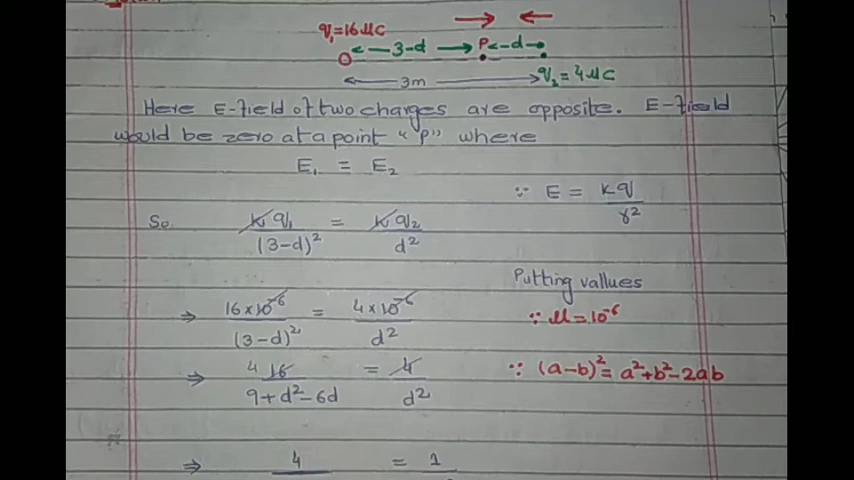 q₁=16μC
3-d P d
3m q₂=4μC
Here E-field of two charges are opposite. E-field
would be zero at a point "P" where
E₁ = E₂
∵ E = kq/r²
So kq₁/(3-d)² = kq₂/d²
Putting vallues
⇒ 16×10⁻⁶/(3-d)² = 4×10⁻⁶/d² ∵ μ=10⁻⁶
⇒ 4 16/9+d²-6d = 4/d² ∵ (a-b)²=a²+b²-2ab
⇒ 4 = 1